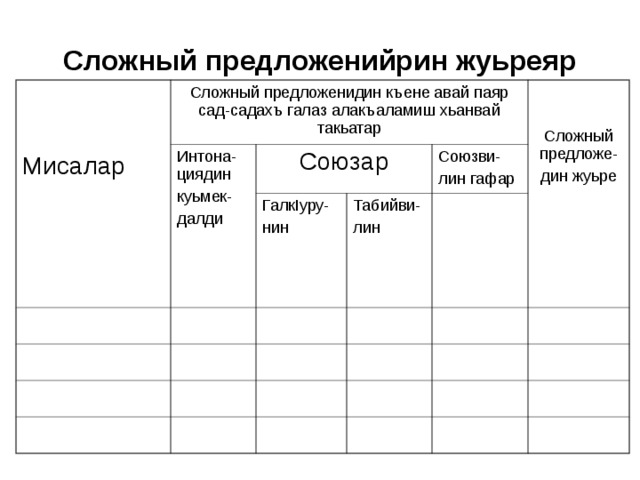 Сложный предложенийрин жуьреяр
Мисалар
Сложный предложенидин къене авай паяр
сад-садахъ галаз алакъаламиш хьанвай
такьатар
Сложный
предложе-
дин жуьре
Интона-
циядин
куьмек-
далди
Союзар
Союзви-
лин гафар
ГалкӀуру-
нин
Табийви-
лин